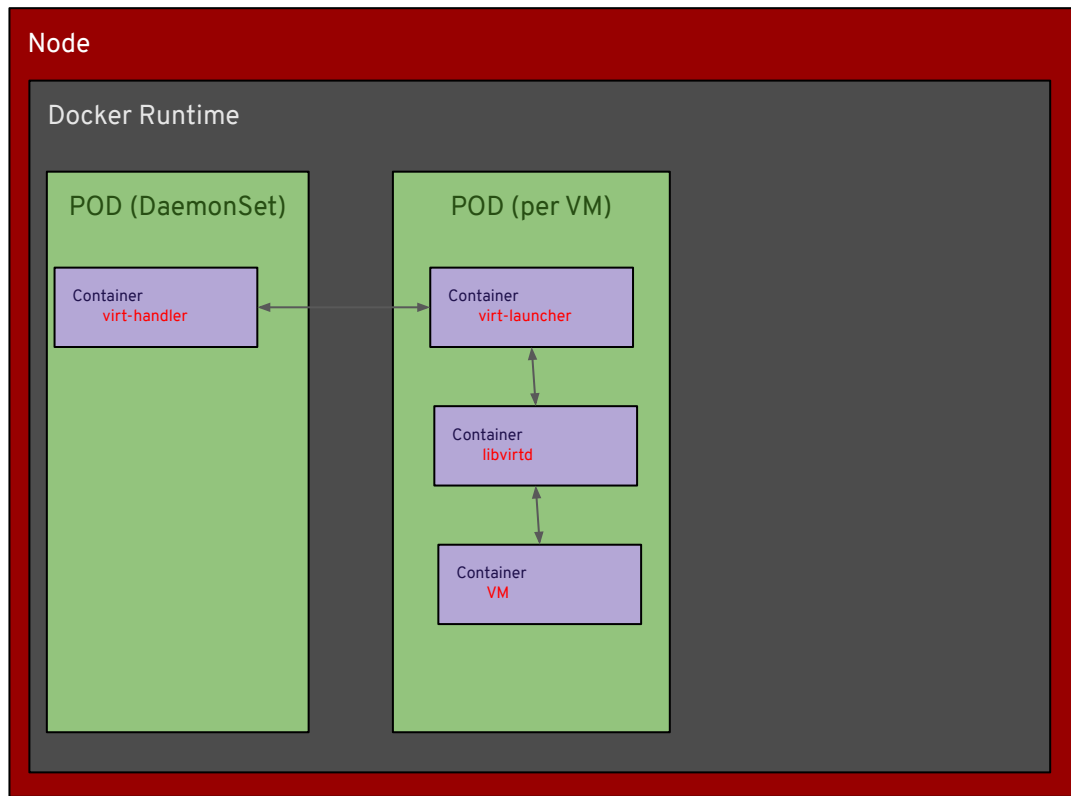 Node
Docker Runtime
POD (DaemonSet)
Container
virt-handler
POD (per VM)
Container
virt-launcher
Container
libvirtd
Container
VM